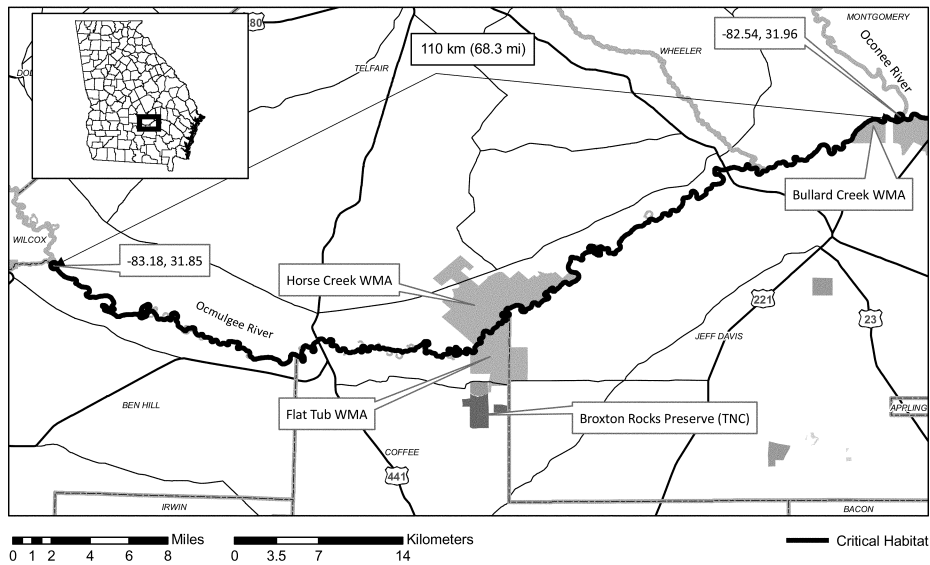 80
MONTGOMERY
-82.54, 31.96
Oconee River
110 km (68.3 mi)
WHEELER
TELFAIR
DOD
Bullard Creek WMA
WILCOX
-83.18, 31.85
Horse Creek WMA
Ocmulgee River
221
23
JEFF DAVIS
BEN HILL
Flat Tub WMA
Broxton Rocks Preserve (TNC)
APPLING
COFFEE
441
IRWIN
BACON
Miles
0 1 2 4 6 8
Kilometers
0 3.5 7 14
Critical Habitat